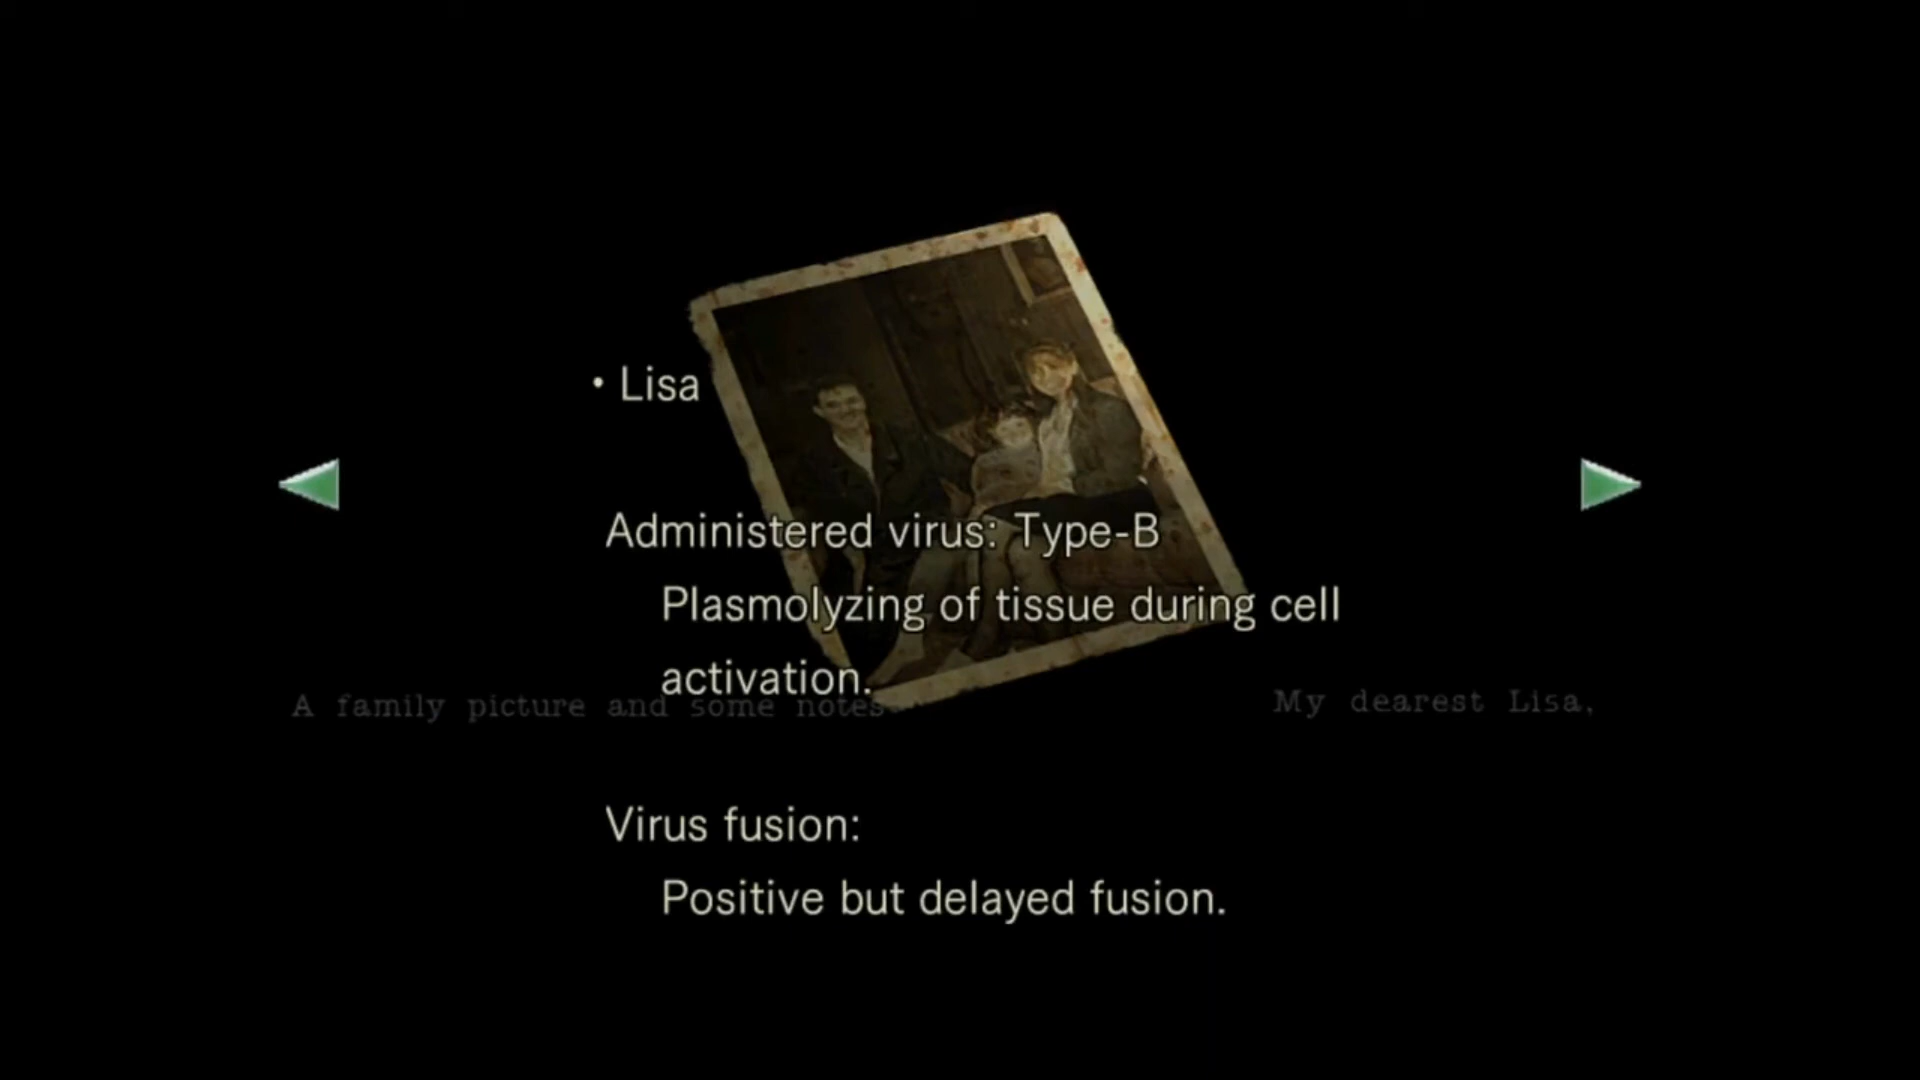 • Lisa
Administered virus: Type-B
Plasmolyzing of tissue during cell
activation.
A family picture and some notes
My dearest Lisa,
Virus fusion:
Positive but delayed fusion.